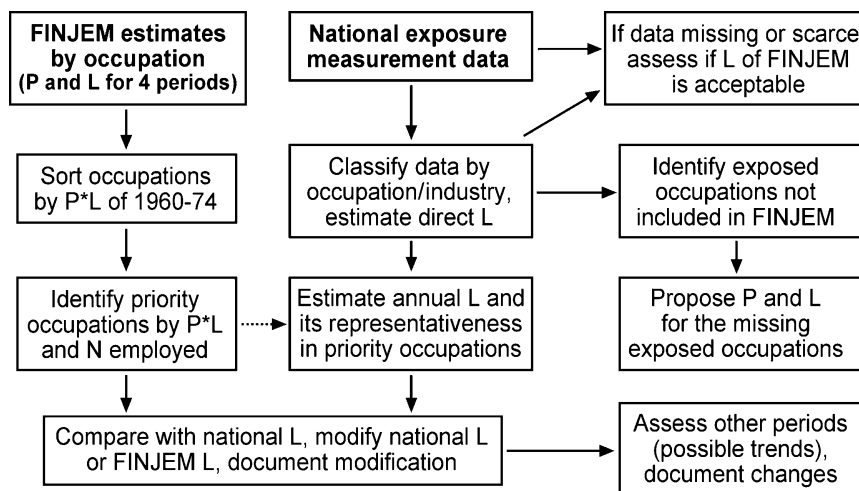 FINJEM estimates
by occupation
(P and L for 4 periods)
National exposure
measurement data
If data missing or scarce
assess if L of FINJEM
is acceptable
Sort occupations
by P*L of 1960-74
Classify data by
occupation/industry,
estimate direct L
Identify exposed
occupations not
included in FINJEM
Identify priority
occupations by P*L
and N employed
Estimate annual L and
its representativeness
in priority occupations
Propose P and L
for the missing
exposed occupations
Compare with national L, modify national L
or FINJEM L, document modification
Assess other periods
(possible trends),
document changes